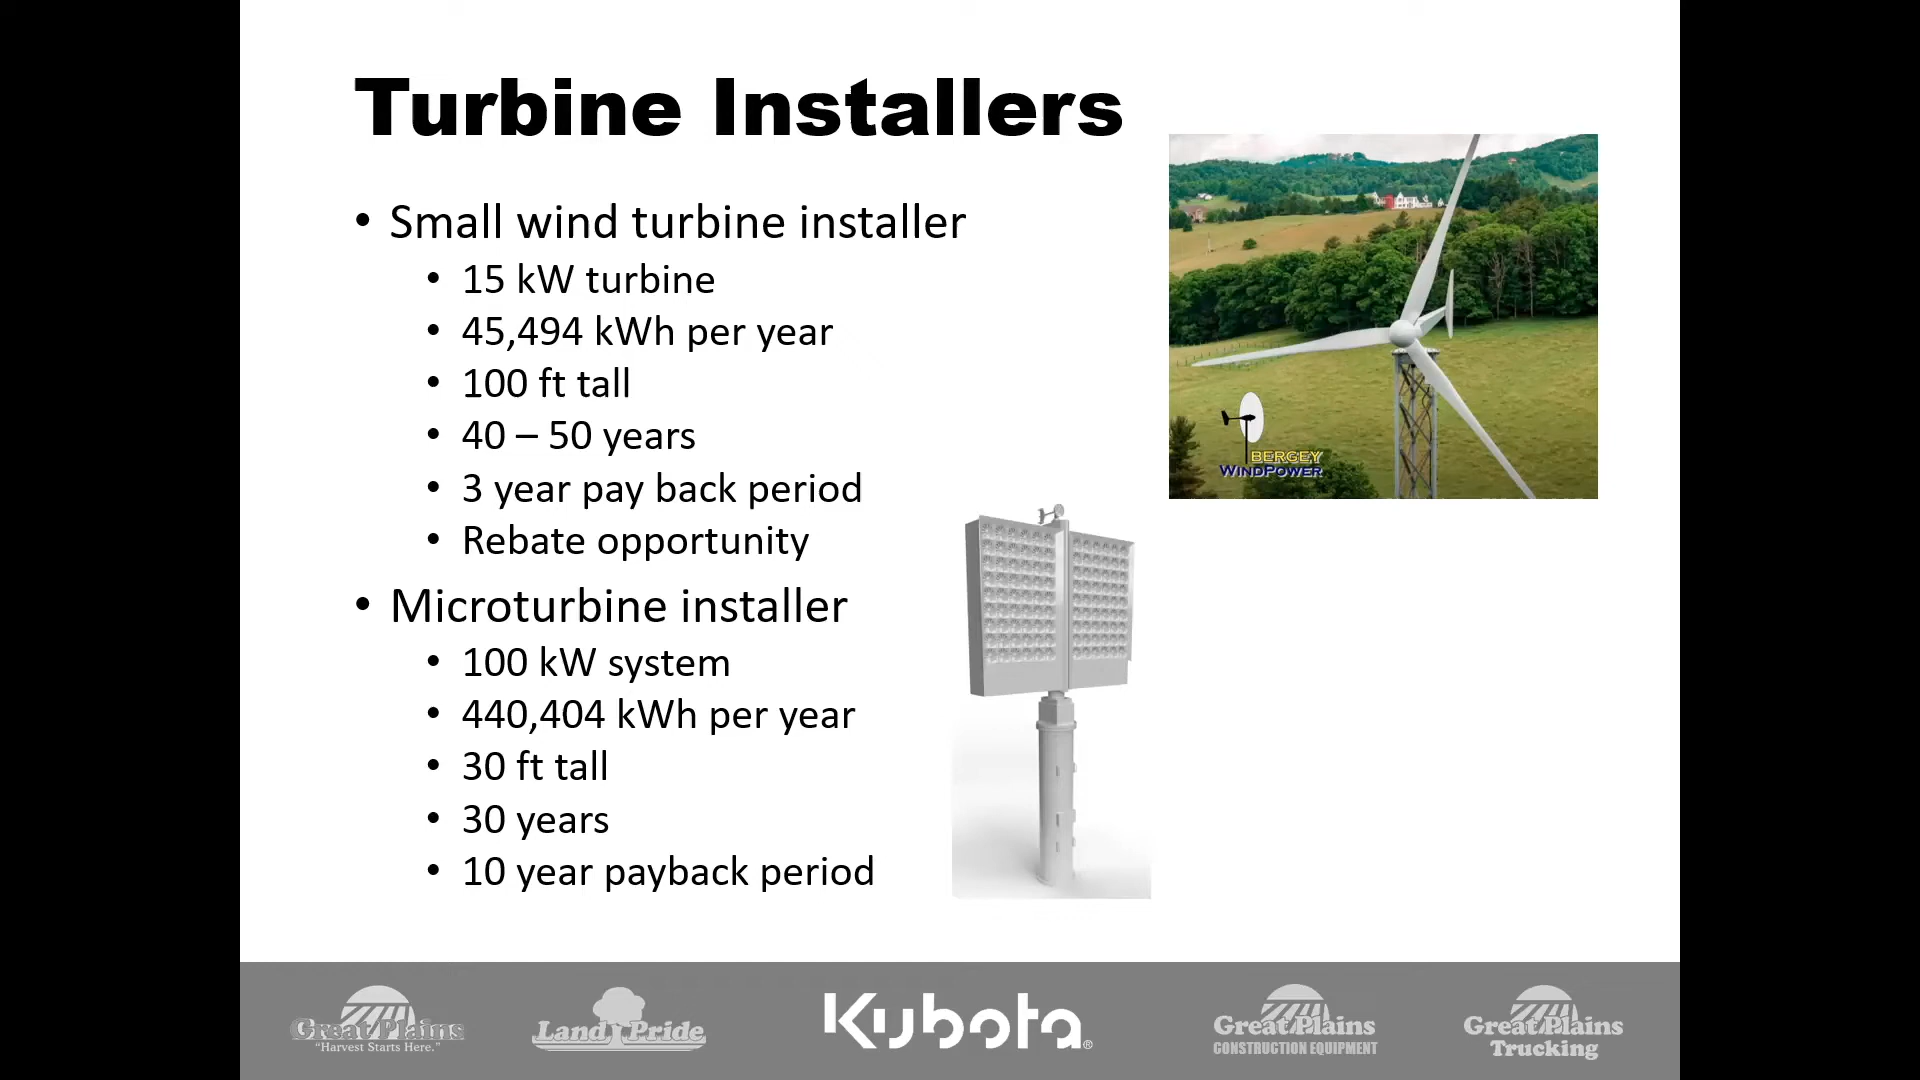 Turbine Installers
• Small wind turbine installer
• 15 kW turbine
• 45,494 kWh per year
• 100 ft tall
• 40 – 50 years
• 3 year pay back period
• Rebate opportunity
• Microturbine installer
• 100 kW system
• 440,404 kWh per year
• 30 ft tall
• 30 years
• 10 year payback period
BERGEY
WINDPOWER
Great Plains
"Harvest Starts Here."
Land Pride
Kubota®
Great Plains
CONSTRUCTION EQUIPMENT
Great Plains
Trucking